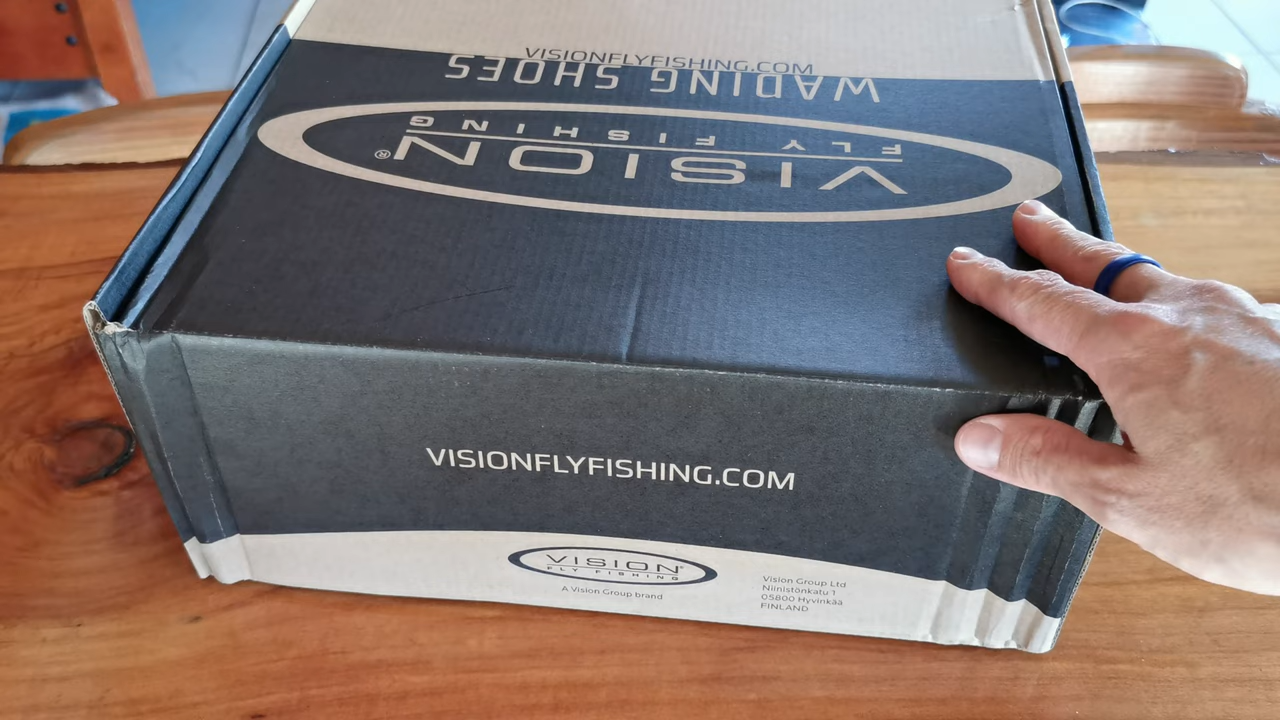 VISIONFLYFISHING.COM
WADING SHOES
FLY FISHING
VISION®
VISIONFLYFISHING.COM
VISION®
FLY FISHING
A Vision Group brand
Vision Group Ltd
Niinistönkatu 1
05800 Hyvinkää
FINLAND